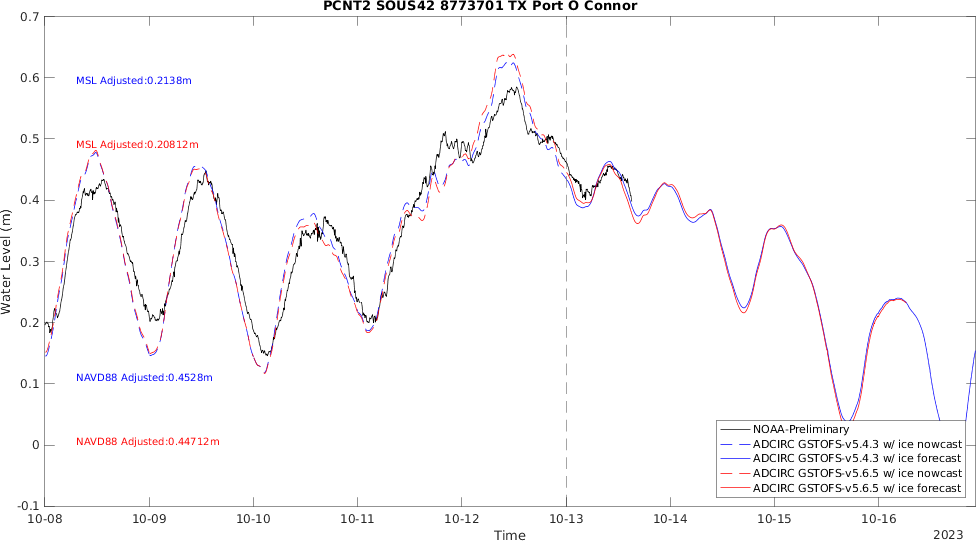 PCNT2 SOUS42 8773701 TX Port O Connor
0.7
0.6
0.5
0.4
0.3
0.2
0.1
0
-0.1
Water Level (m)
MSL Adjusted:0.2138m
MSL Adjusted:0.20812m
NAVD88 Adjusted:0.4528m
NAVD88 Adjusted:0.44712m
NOAA-Preliminary
ADCIRC GSTOFS-v5.4.3 w/ ice nowcast
ADCIRC GSTOFS-v5.4.3 w/ ice forecast
ADCIRC GSTOFS-v5.6.5 w/ ice nowcast
ADCIRC GSTOFS-v5.6.5 w/ ice forecast
10-08 10-09 10-10 10-11 10-12 10-13 10-14 10-15 10-16
Time
2023